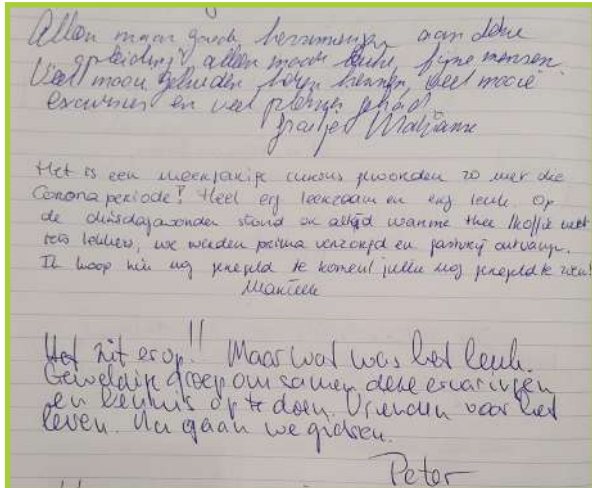 Alleen maar goede herinneringen aan deze
opleiding, alleen maar leuke, fijne mensen.
Veel mooie gebieden leren kennen, veel mooie
excursies en veel plezier gehad
Groetjes Marianne
Het is een meerjarige cursus geworden zo met die
Corona periode! Heel erg leerzaam en erg leuk. Op
de dinsdagavonden stond er altijd warme thee / koffie met
iets lekkers, we werden prima verzorgd en gastvrij ontvangen.
Ik hoop hier nog geregeld te komen / jullie nog geregeld te zien!
Het zit erop!! Maar wat was het leuk.
Geweldige groep om samen deze ervaringen
en kennis op te doen. Vrienden voor het
leven. Nu gaan we gidsen.
Peter